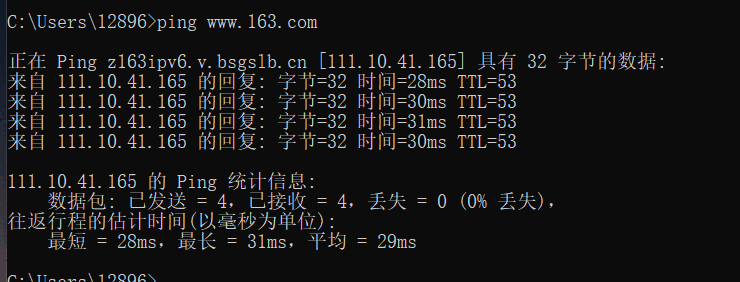 C:\Users\12896>ping www.163.com
正在 Ping z163ipv6.v.bsgslb.cn [111.10.41.165] 具有 32 字节的数据:
来自 111.10.41.165 的回复: 字节=32 时间=28ms TTL=53
来自 111.10.41.165 的回复: 字节=32 时间=30ms TTL=53
来自 111.10.41.165 的回复: 字节=32 时间=31ms TTL=53
来自 111.10.41.165 的回复: 字节=32 时间=30ms TTL=53
111.10.41.165 的 Ping 统计信息:
数据包: 已发送 = 4，已接收 = 4，丢失 = 0 (0% 丢失)，
往返行程的估计时间(以毫秒为单位):
最短 = 28ms，最长 = 31ms，平均 = 29ms
C:\Users\12896>